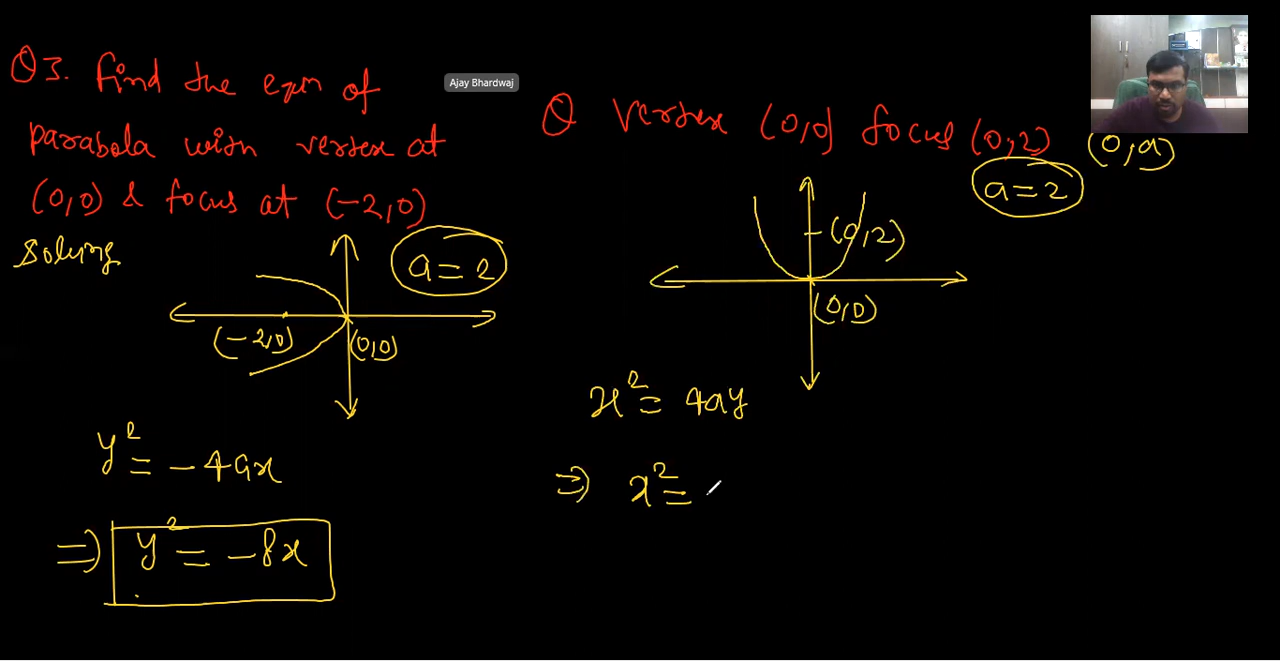 Q3. Find the eqn of
parabola with vertex at
(0,0) & focus at (-2,0)
Solving
a = 2
(-2,0)
(0,0)
y² = -4ax
⇒ y² = -8x
Ajay Bhardwaj
Q Vertex (0,0) focus (0,2) (0,a)
a = 2
(0,2)
(0,0)
x² = 4ay
⇒ x² =